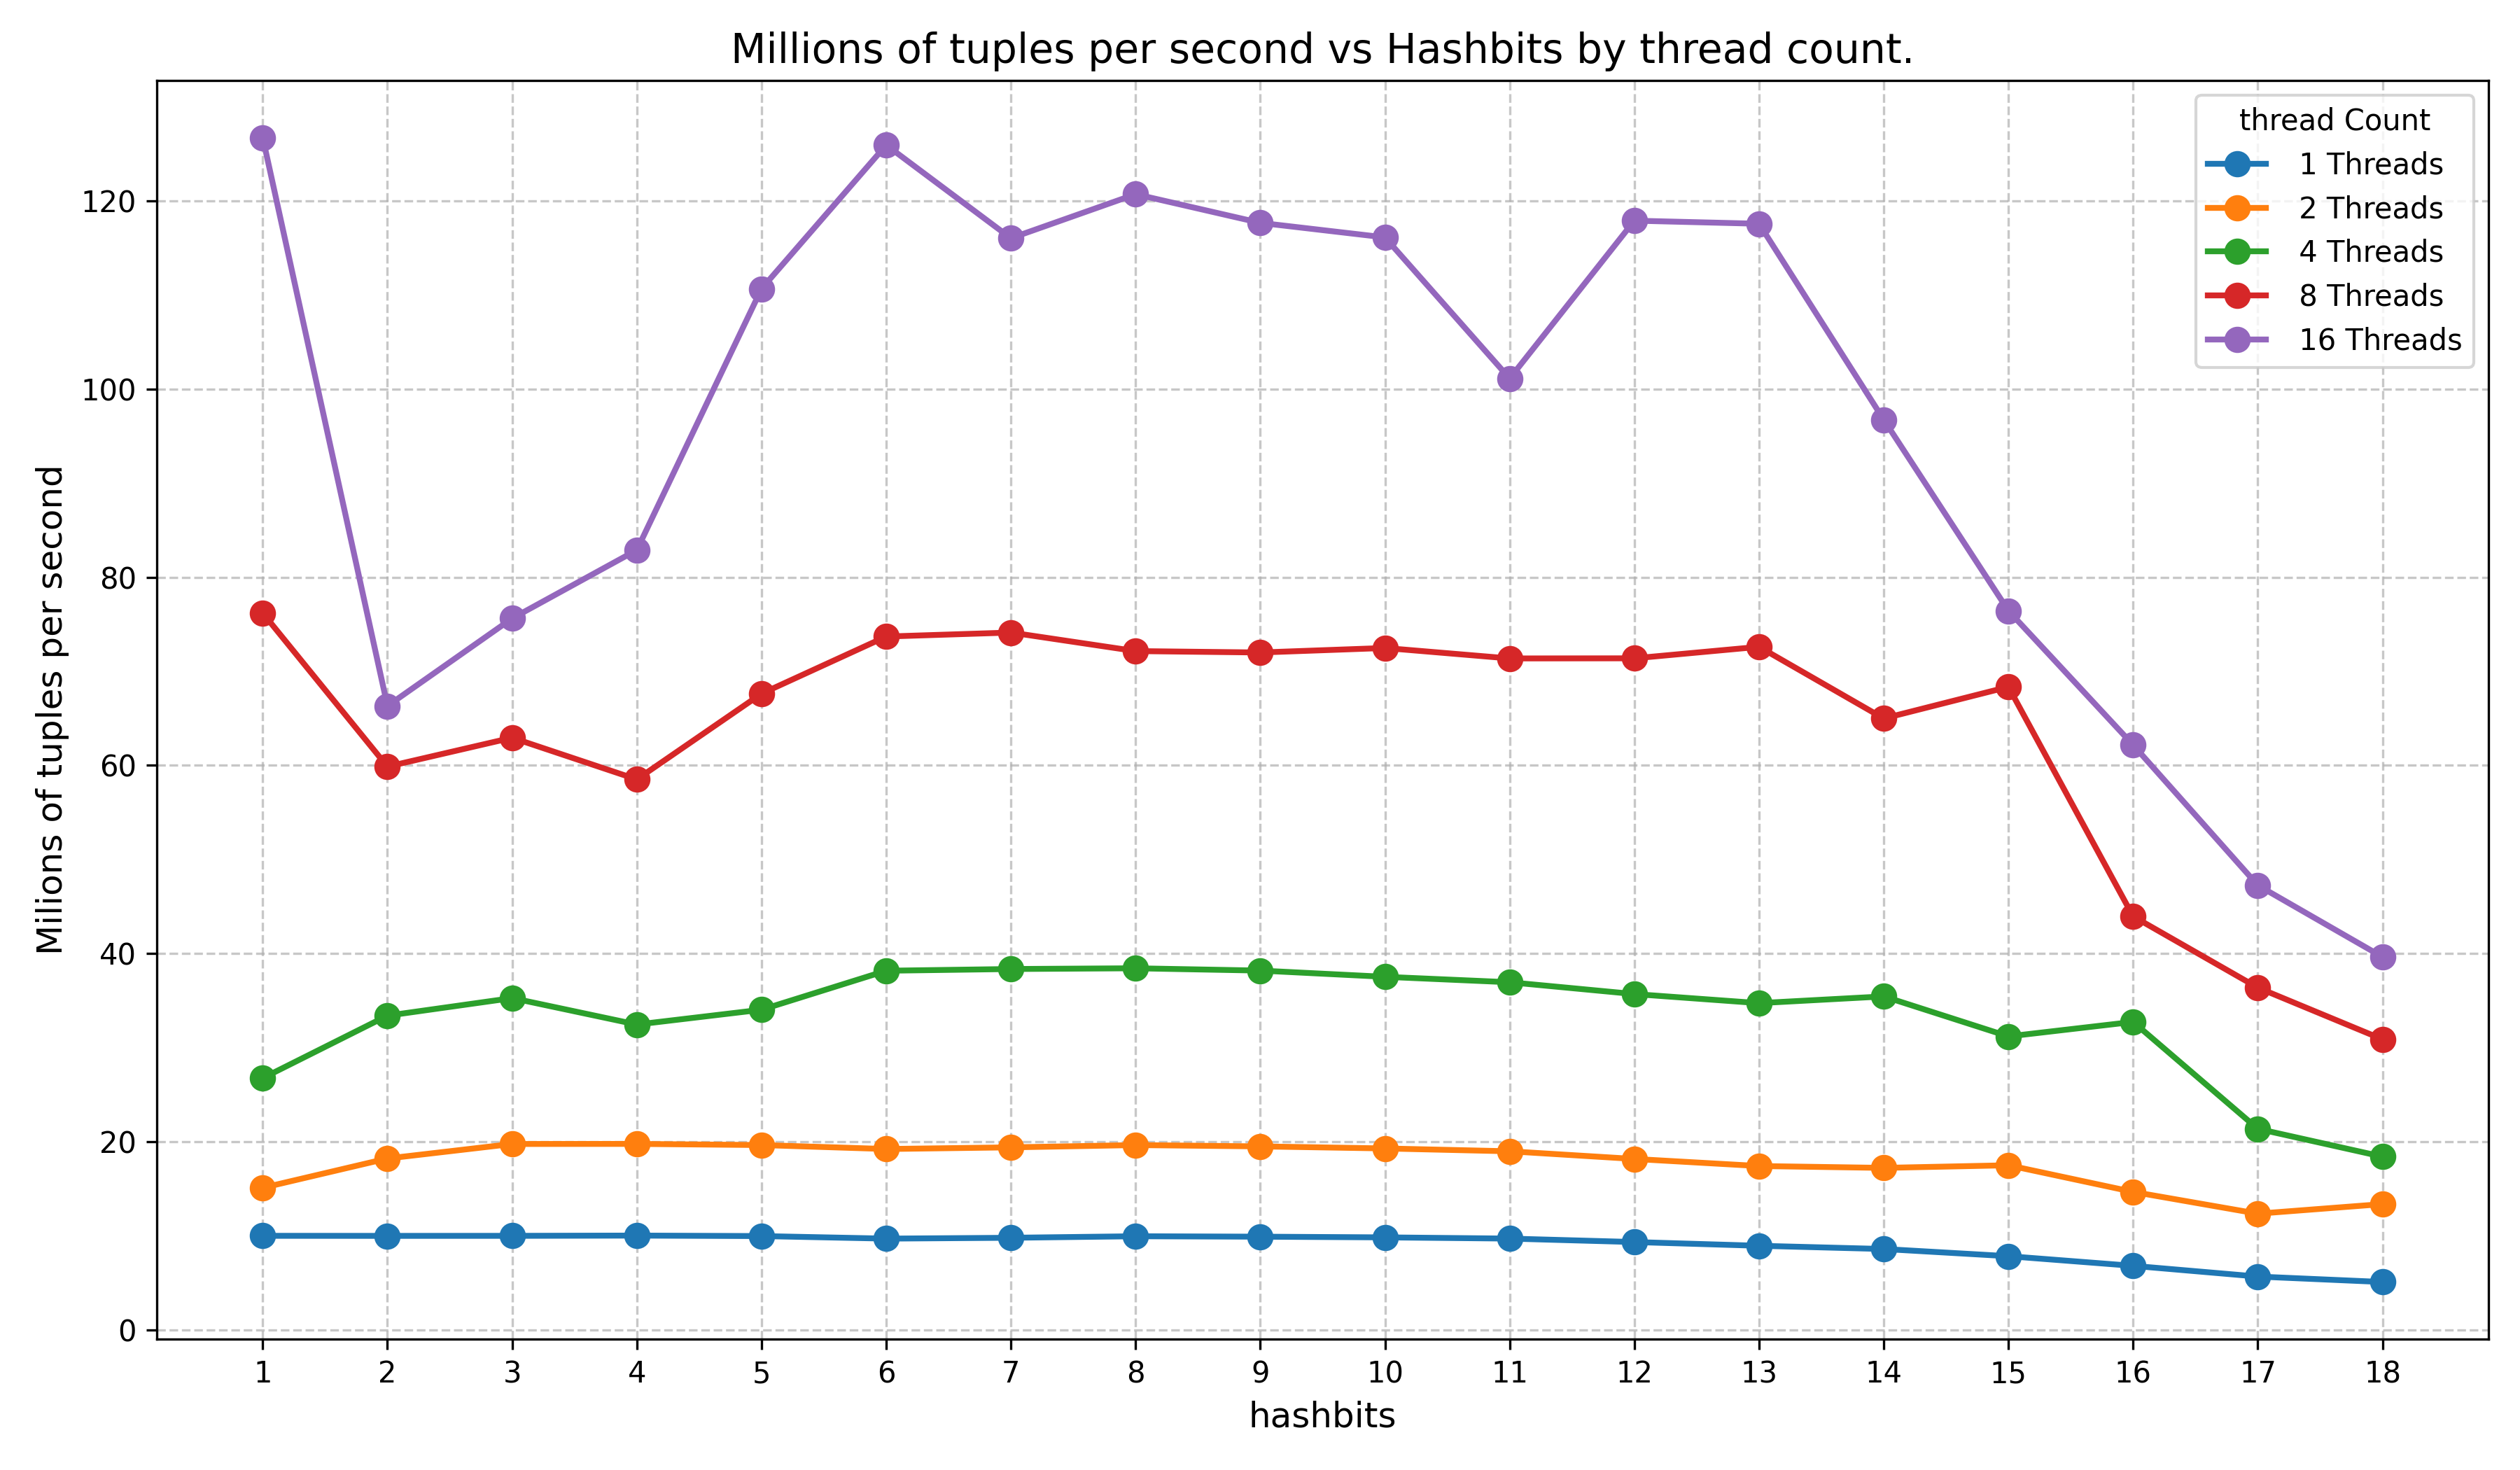 Millions of tuples per second vs Hashbits by thread count.
thread Count
1 Threads
2 Threads
4 Threads
8 Threads
16 Threads
Milions of tuples per second
120
100
80
60
40
20
0
1 2 3 4 5 6 7 8 9 10 11 12 13 14 15 16 17 18
hashbits